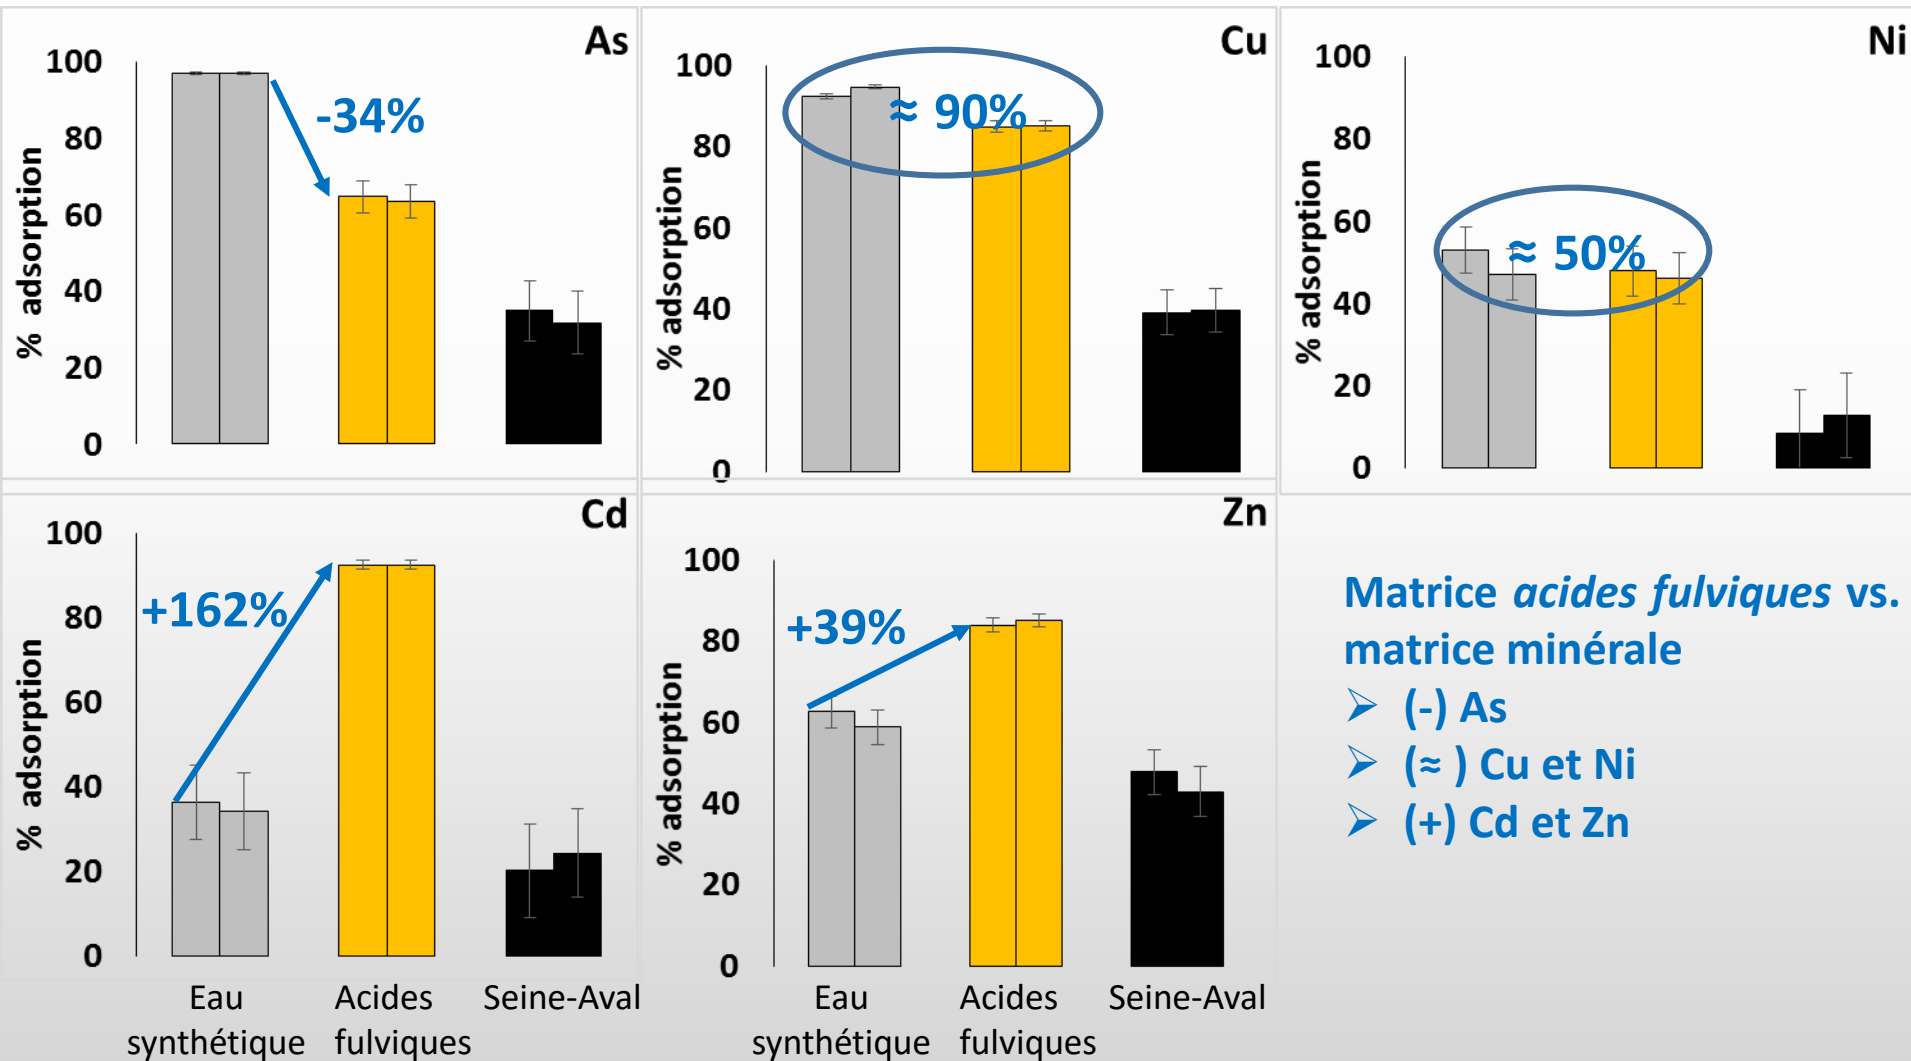 As
% adsorption
100
80
60
40
20
0
-34%
Cu
% adsorption
100
80
60
40
20
0
≈ 90%
Ni
% adsorption
100
80
60
40
20
0
≈ 50%
Cd
% adsorption
100
80
60
40
20
0
+162%
Eau
synthétique
Acides
fulviques
Seine-Aval
Zn
% adsorption
100
80
60
40
20
0
+39%
Eau
synthétique
Acides
fulviques
Seine-Aval
Matrice acides fulviques vs.
matrice minérale
➢ (-) As
➢ (≈ ) Cu et Ni
➢ (+) Cd et Zn